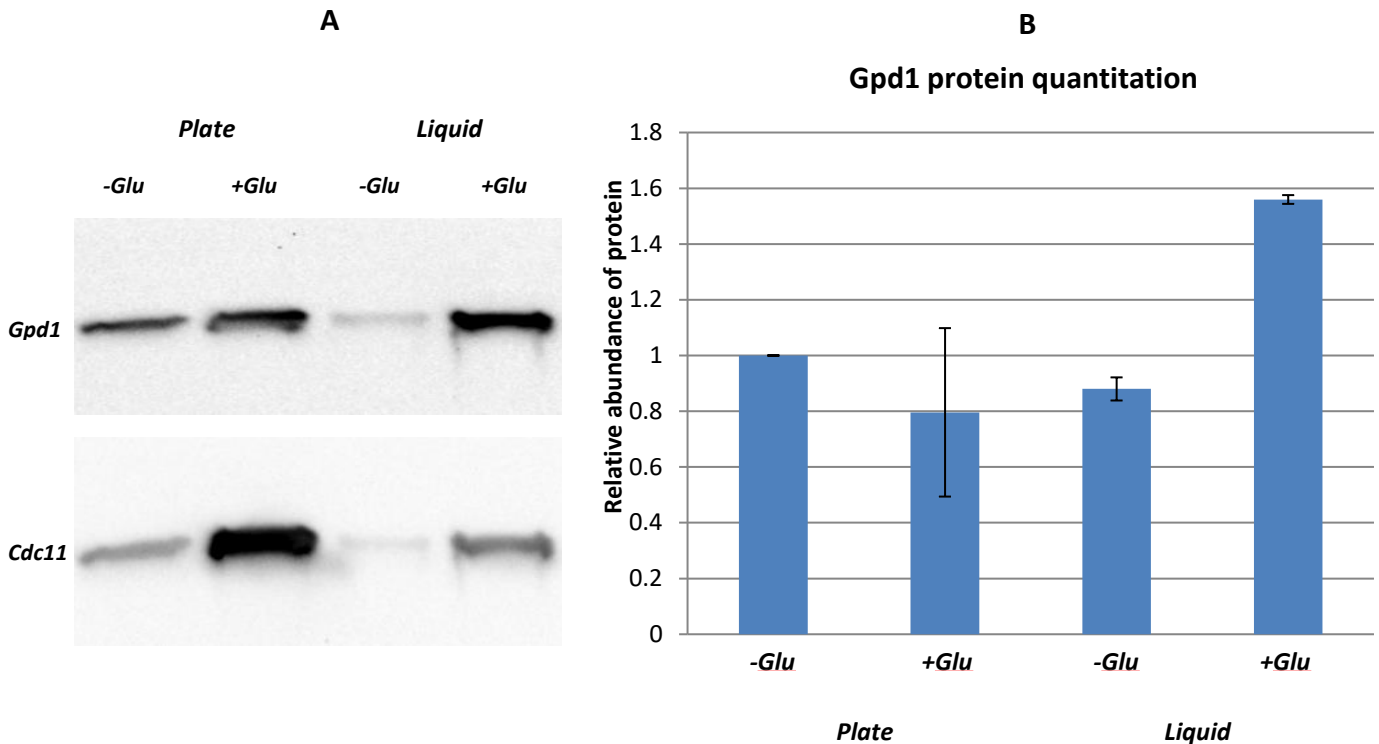 A
Plate Liquid
-Glu +Glu -Glu +Glu
Gpd1
Cdc11
B
Gpd1 protein quantitation
Relative abundance of protein
1.8
1.6
1.4
1.2
1
0.8
0.6
0.4
0.2
0
-Glu +Glu -Glu +Glu
Plate Liquid